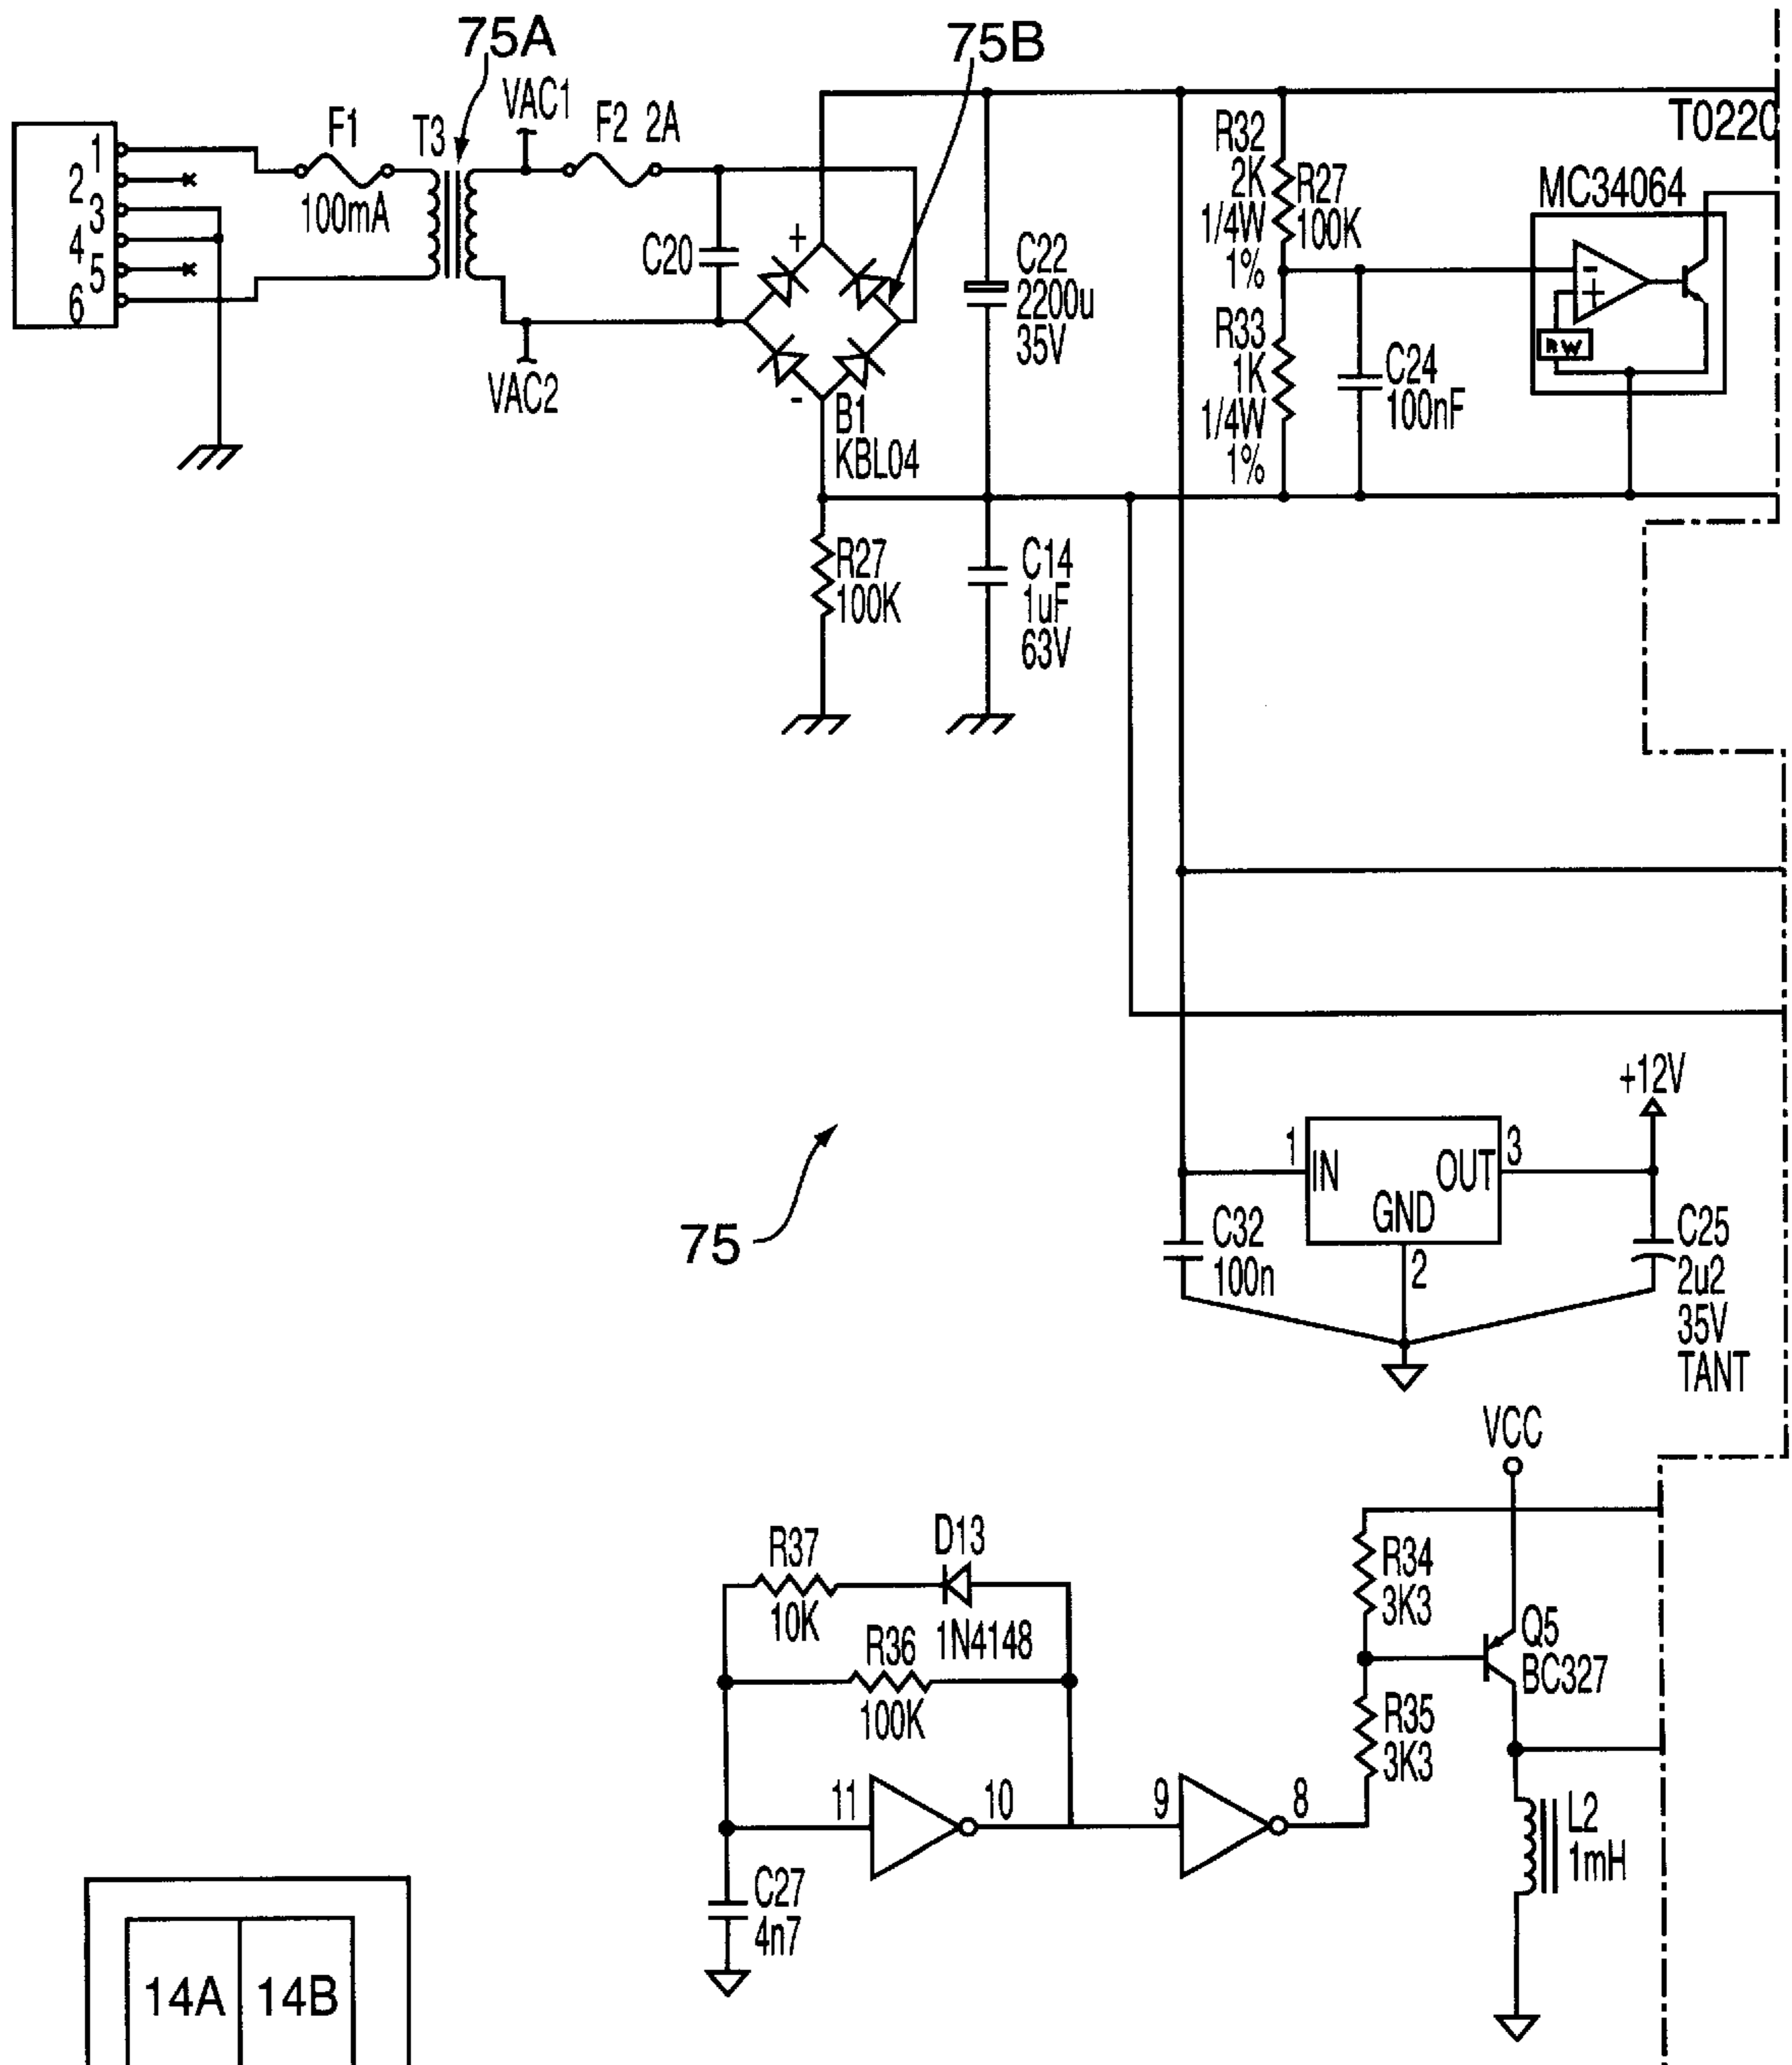 75A
75B
VAC1
F1
T3
F2 2A
100mA
1
2
3
4
5
6
C20
VAC2
+
-
B1
KBL04
C22
2200u
35V
R32
2K
1/4W
1%
R27
100K
R33
1K
1/4W
1%
C24
100nF
T0220
MC34064
-
+
R27
100K
C14
1uF
63V
+12V
1
IN
OUT
3
GND
2
C32
100n
C25
2u2
35V
TANT
75
VCC
R37
10K
D13
1N4148
R36
100K
R34
3K3
Q5
BC327
R35
3K3
11
10
9
8
L2
1mH
C27
4n7
14A
14B